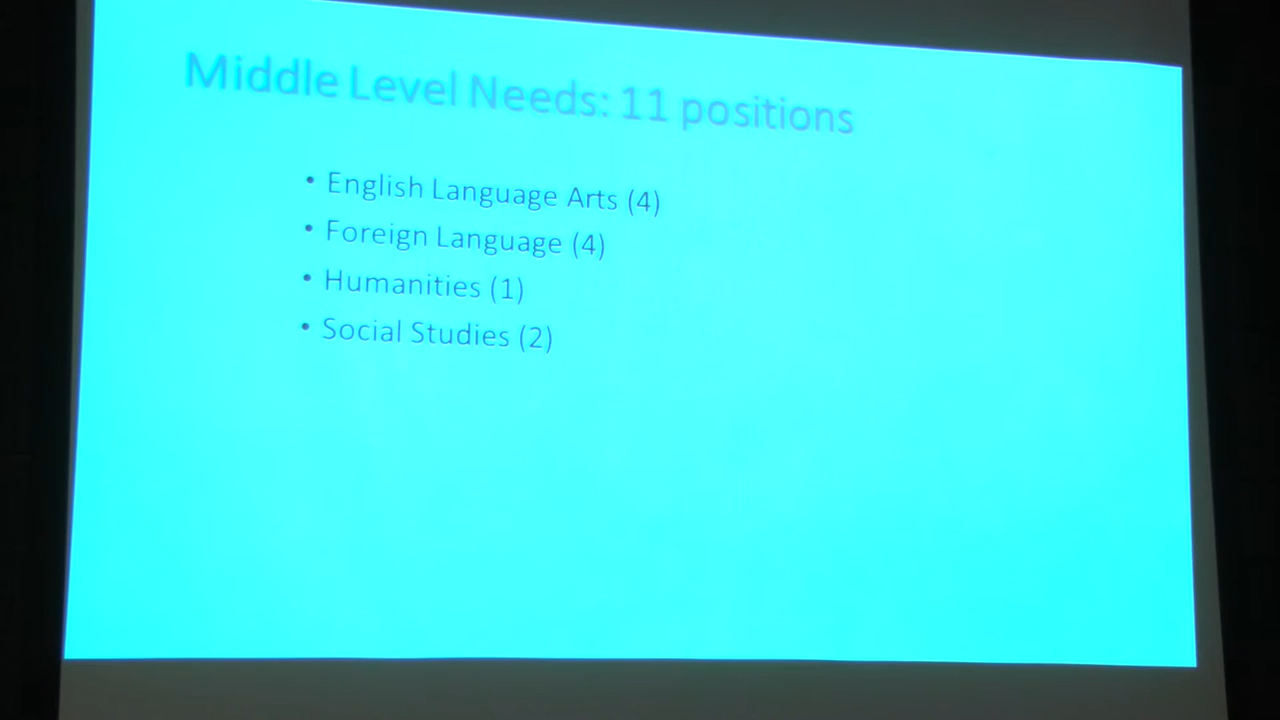 Middle Level Needs: 11 positions
• English Language Arts (4)
• Foreign Language (4)
• Humanities (1)
• Social Studies (2)